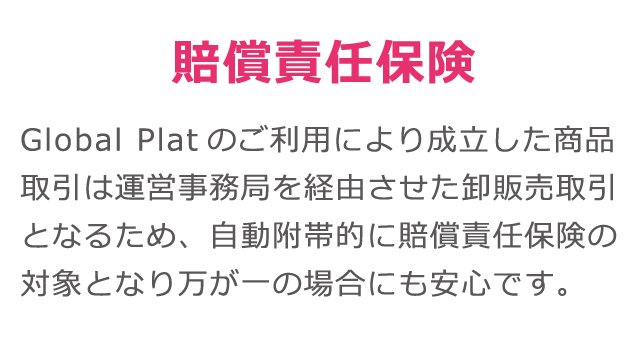 賠償責任保険
Global Platのご利用により成立した商品
取引は運営事務局を経由させた卸販売取引
となるため、自動附帯的に賠償責任保険の
対象となり万が一の場合にも安心です。